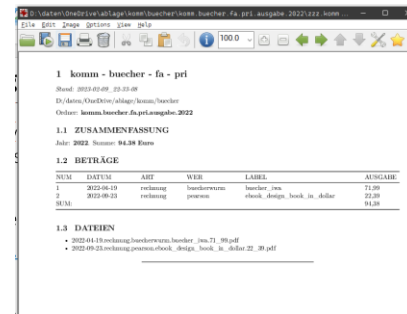 D:\daten\OneDrive\ablage\komm\buecher\komm.buecher.fa.pri.ausgabe.2022\zzz.komm ...
File Edit Image Options View Help
100.0
1 komm - buecher - fa - pri
Stand: 2023-02-09_22-33-08
D:/daten/OneDrive/ablage/komm/buecher
Ordner: komm.buecher.fa.pri.ausgabe.2022
1.1 ZUSAMMENFASSUNG
Jahr: 2022. Summe: 94.38 Euro
1.2 BETRÄGE
NUM DATUM ART WER LABEL AUSGABE
1 2022-04-19 rechnung bueckerwurm buecher_iwa 71,99
2 2022-09-23 rechnung pearson ebook_design_book_in_dollar 22,39
SUM: 94,38
1.3 DATEIEN
• 2022-04-19.rechnung.bueckerwurm.buecher_iwa.71_99.pdf
• 2022-09-23.rechnung.pearson.ebook_design_book_in_dollar.22_39.pdf